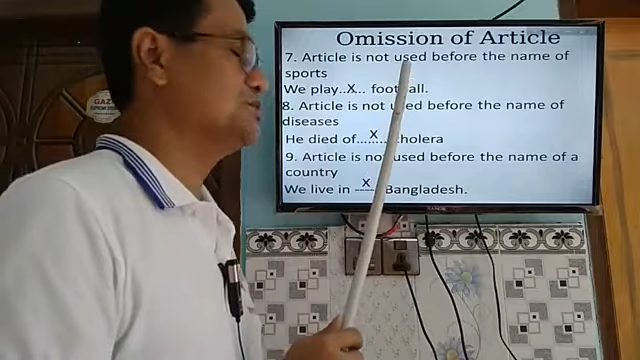 Omission of Article
7. Article is not used before the name of
sports
We play..X.. football.
8. Article is not used before the name of
diseases
He died of....X.... cholera
9. Article is not used before the name of a
country
We live in --X-- Bangladesh.